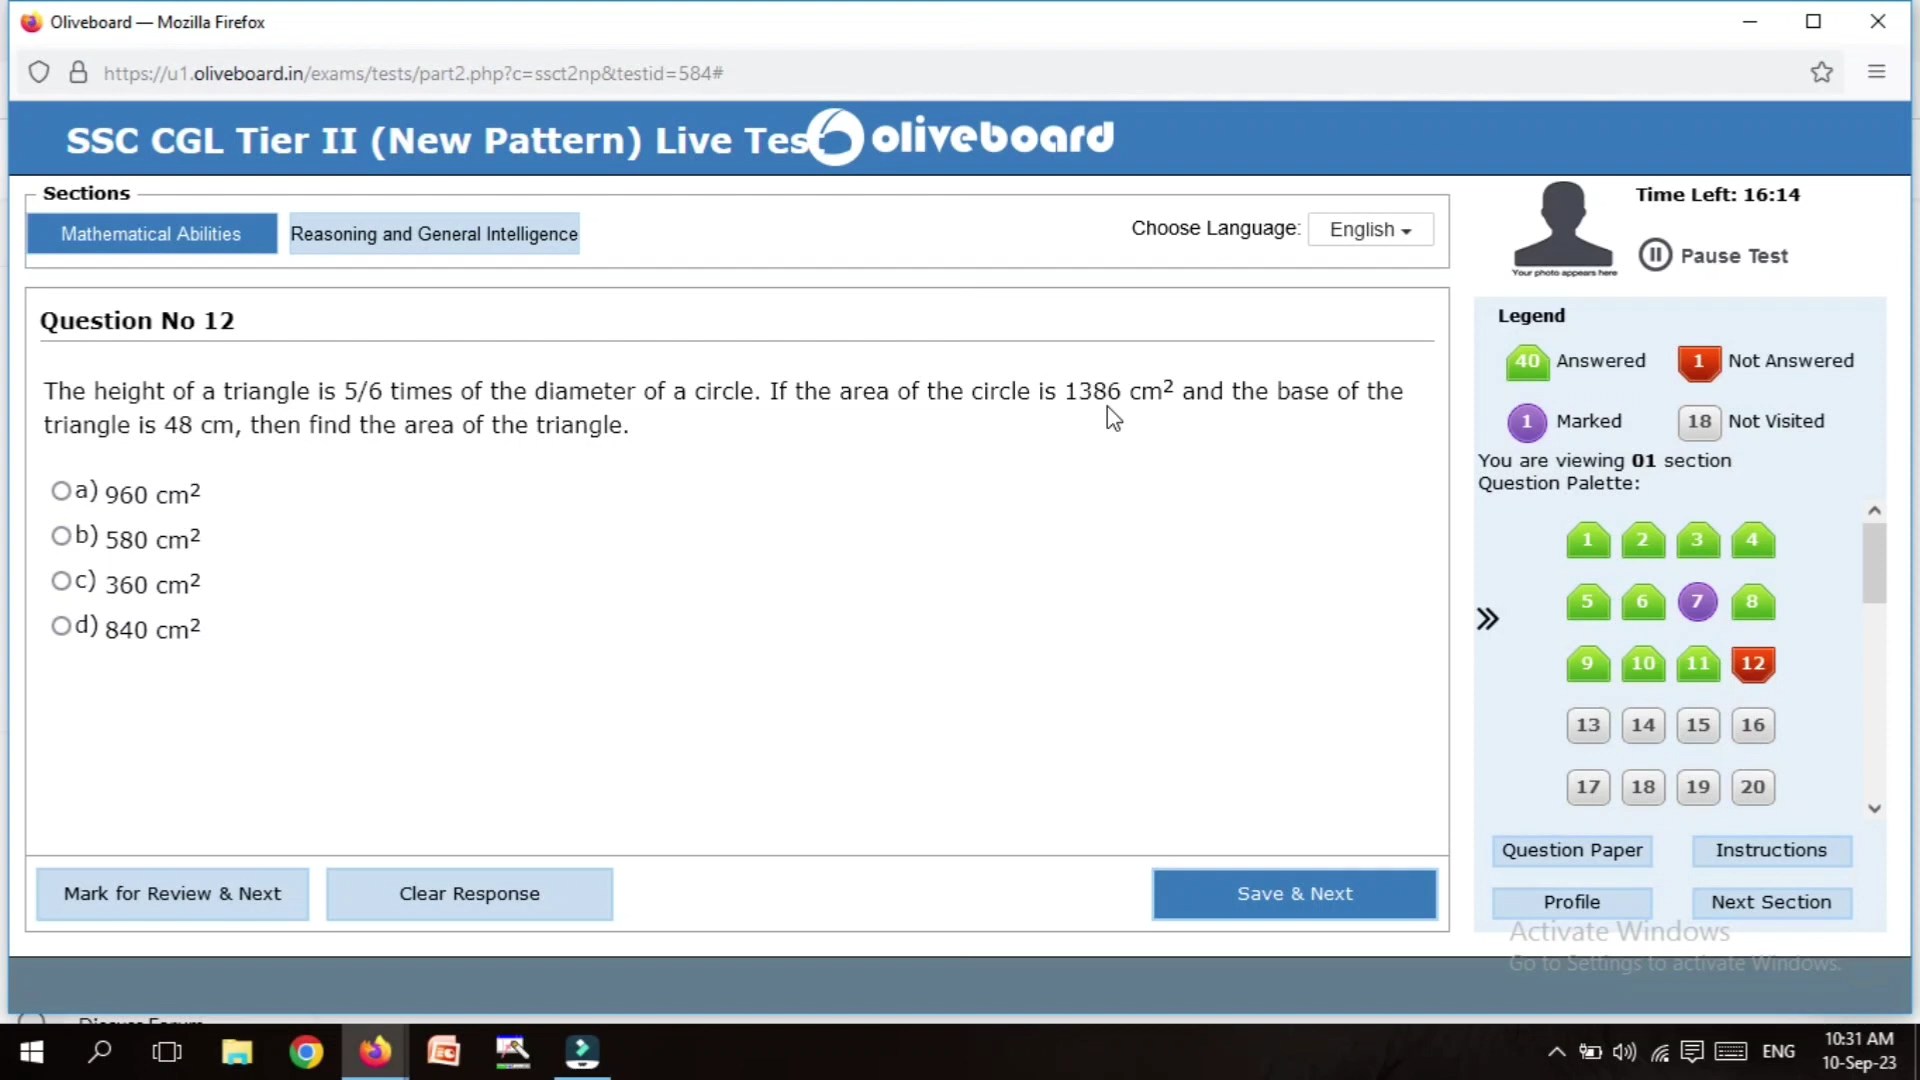 Oliveboard — Mozilla Firefox
https://u1.oliveboard.in/exams/tests/part2.php?c=ssct2np&testid=584#
SSC CGL Tier II (New Pattern) Live Tes
oliveboard
Sections
Mathematical Abilities
Reasoning and General Intelligence
Choose Language:
English
Your photo appears here
Time Left: 16:14
Pause Test
Question No 12
The height of a triangle is 5/6 times of the diameter of a circle. If the area of the circle is 1386 cm² and the base of the
triangle is 48 cm, then find the area of the triangle.
a) 960 cm²
b) 580 cm²
c) 360 cm²
d) 840 cm²
Legend
40 Answered
1 Not Answered
1 Marked
18 Not Visited
You are viewing 01 section
Question Palette:
1 2 3 4
5 6 7 8
9 10 11 12
13 14 15 16
17 18 19 20
Mark for Review & Next
Clear Response
Save & Next
Question Paper
Instructions
Profile
Next Section
Activate Windows
Go to Settings to activate Windows.
ENG
10:31 AM
10-Sep-23